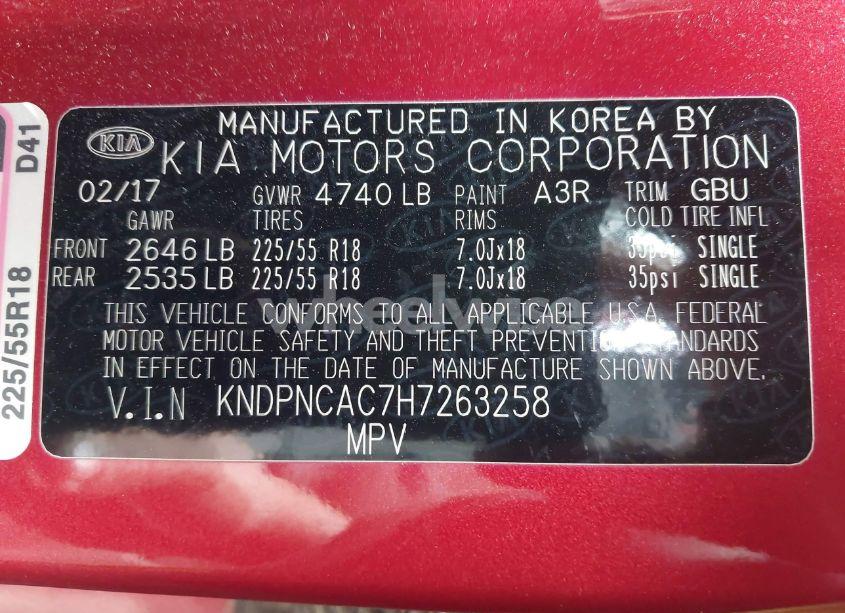 MANUFACTURED IN KOREA BY
KIA KIA MOTORS CORPORATION
02/17 GVWR 4740 LB PAINT A3R TRIM GBU
GAWR TIRES RIMS COLD TIRE INFL
FRONT 2646 LB 225/55 R18 7.0Jx18 35psi SINGLE
REAR 2535 LB 225/55 R18 7.0Jx18 35psi SINGLE
THIS VEHICLE CONFORMS TO ALL APPLICABLE U.S.A. FEDERAL
MOTOR VEHICLE SAFETY AND THEFT PREVENTION STANDARDS
IN EFFECT ON THE DATE OF MANUFACTURE SHOWN ABOVE.
V.I.N KNDPNCAC7H7263258
MPV
225/55R18 D41